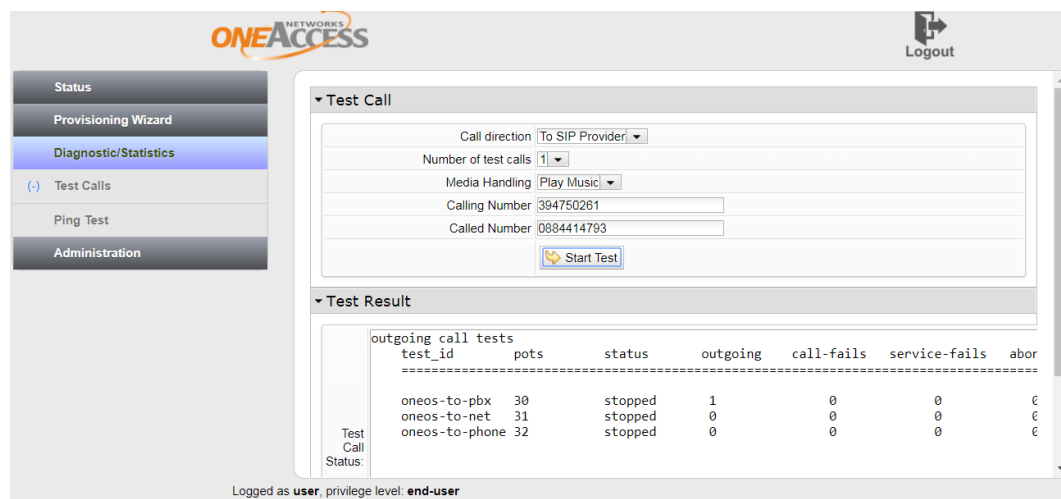 NETWORKS
ONEACCESS
Logout
Status
Provisioning Wizard
Diagnostic/Statistics
(-) Test Calls
Ping Test
Administration
Test Call
Call direction To SIP Provider
Number of test calls 1
Media Handling Play Music
Calling Number 394750261
Called Number 0884414793
Start Test
Test Result
Test Call Status:
outgoing call tests
test_id pots status outgoing call-fails service-fails abor
==========================================================================
oneos-to-pbx 30 stopped 1 0 0 0
oneos-to-net 31 stopped 0 0 0 0
oneos-to-phone 32 stopped 0 0 0 0
Logged as user, privilege level: end-user